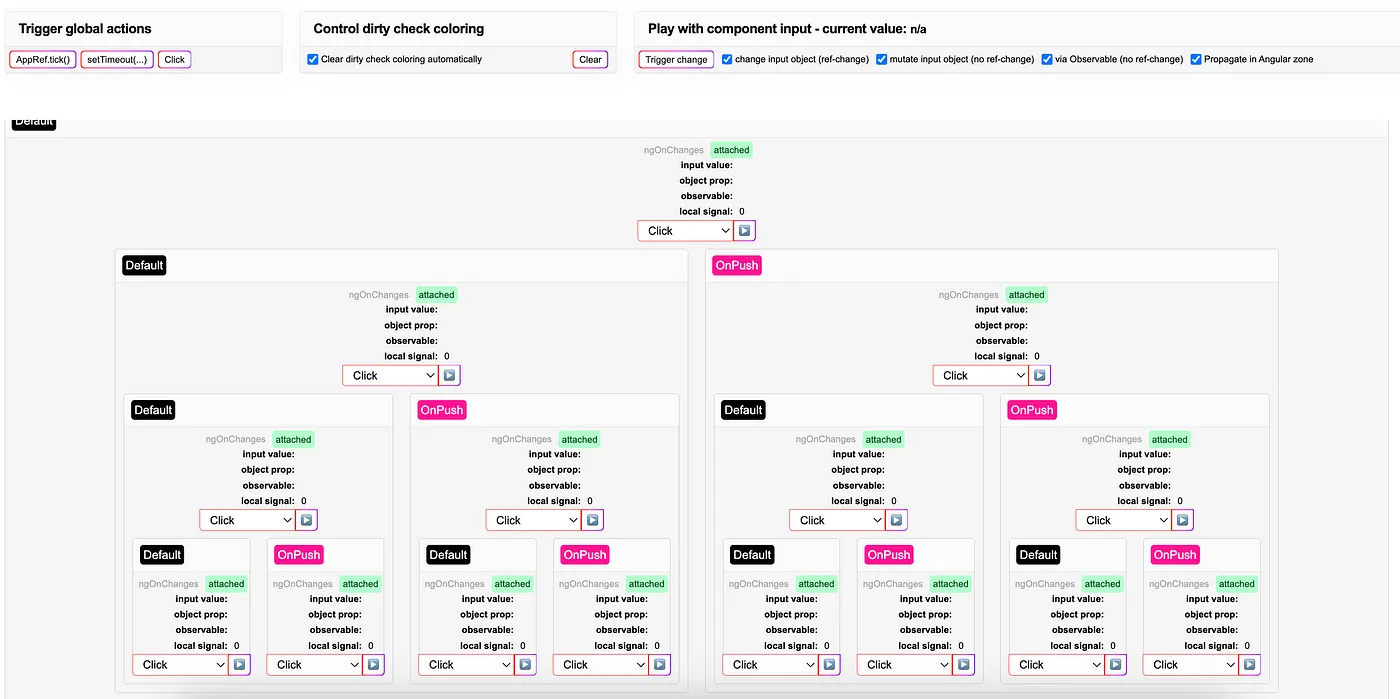 Trigger global actions
AppRef.tick() setTimeout(...) Click
Control dirty check coloring
Clear dirty check coloring automatically Clear
Play with component input - current value: n/a
Trigger change change input object (ref-change) mutate input object (no ref-change) via Observable (no ref-change) Propagate in Angular zone
Default
ngOnChanges attached
input value:
object prop:
observable:
local signal: 0
Click
Default OnPush
ngOnChanges attached ngOnChanges attached
input value: input value:
object prop: object prop:
observable: observable:
local signal: 0 local signal: 0
Click Click
Default OnPush Default OnPush
ngOnChanges attached ngOnChanges attached ngOnChanges attached ngOnChanges attached
input value: input value: input value: input value:
object prop: object prop: object prop: object prop:
observable: observable: observable: observable:
local signal: 0 local signal: 0 local signal: 0 local signal: 0
Click Click Click Click
Default OnPush Default OnPush Default OnPush Default OnPush
ngOnChanges attached ngOnChanges attached ngOnChanges attached ngOnChanges attached ngOnChanges attached ngOnChanges attached ngOnChanges attached ngOnChanges attached
input value: input value: input value: input value: input value: input value: input value: input value:
object prop: object prop: object prop: object prop: object prop: object prop: object prop: object prop:
observable: observable: observable: observable: observable: observable: observable: observable:
local signal: 0 local signal: 0 local signal: 0 local signal: 0 local signal: 0 local signal: 0 local signal: 0 local signal: 0
Click Click Click Click Click Click Click Click